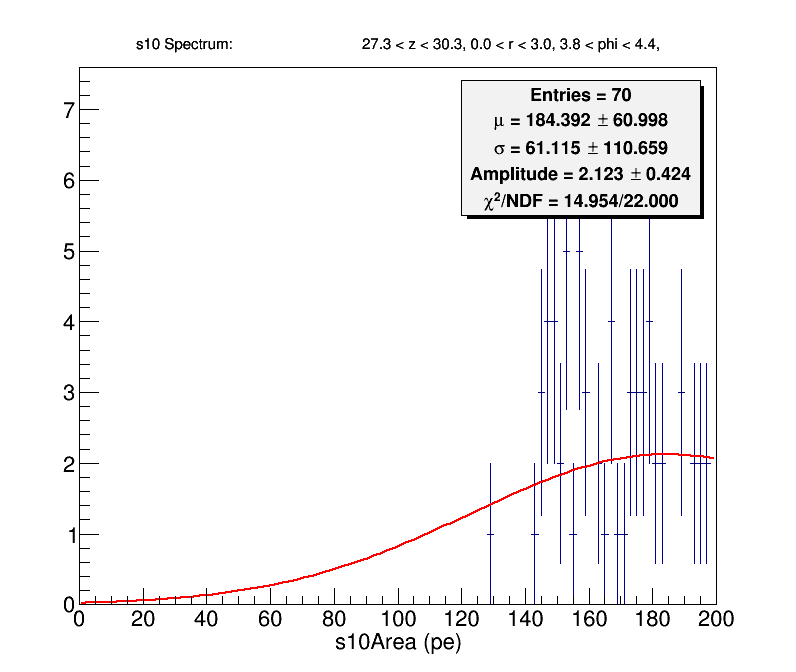 s10 Spectrum: 27.3 < z < 30.3, 0.0 < r < 3.0, 3.8 < phi < 4.4,
Entries = 70
μ = 184.392 ± 60.998
σ = 61.115 ± 110.659
Amplitude = 2.123 ± 0.424
χ²/NDF = 14.954/22.000
7
6
5
4
3
2
1
0
0 20 40 60 80 100 120 140 160 180 200
s10Area (pe)